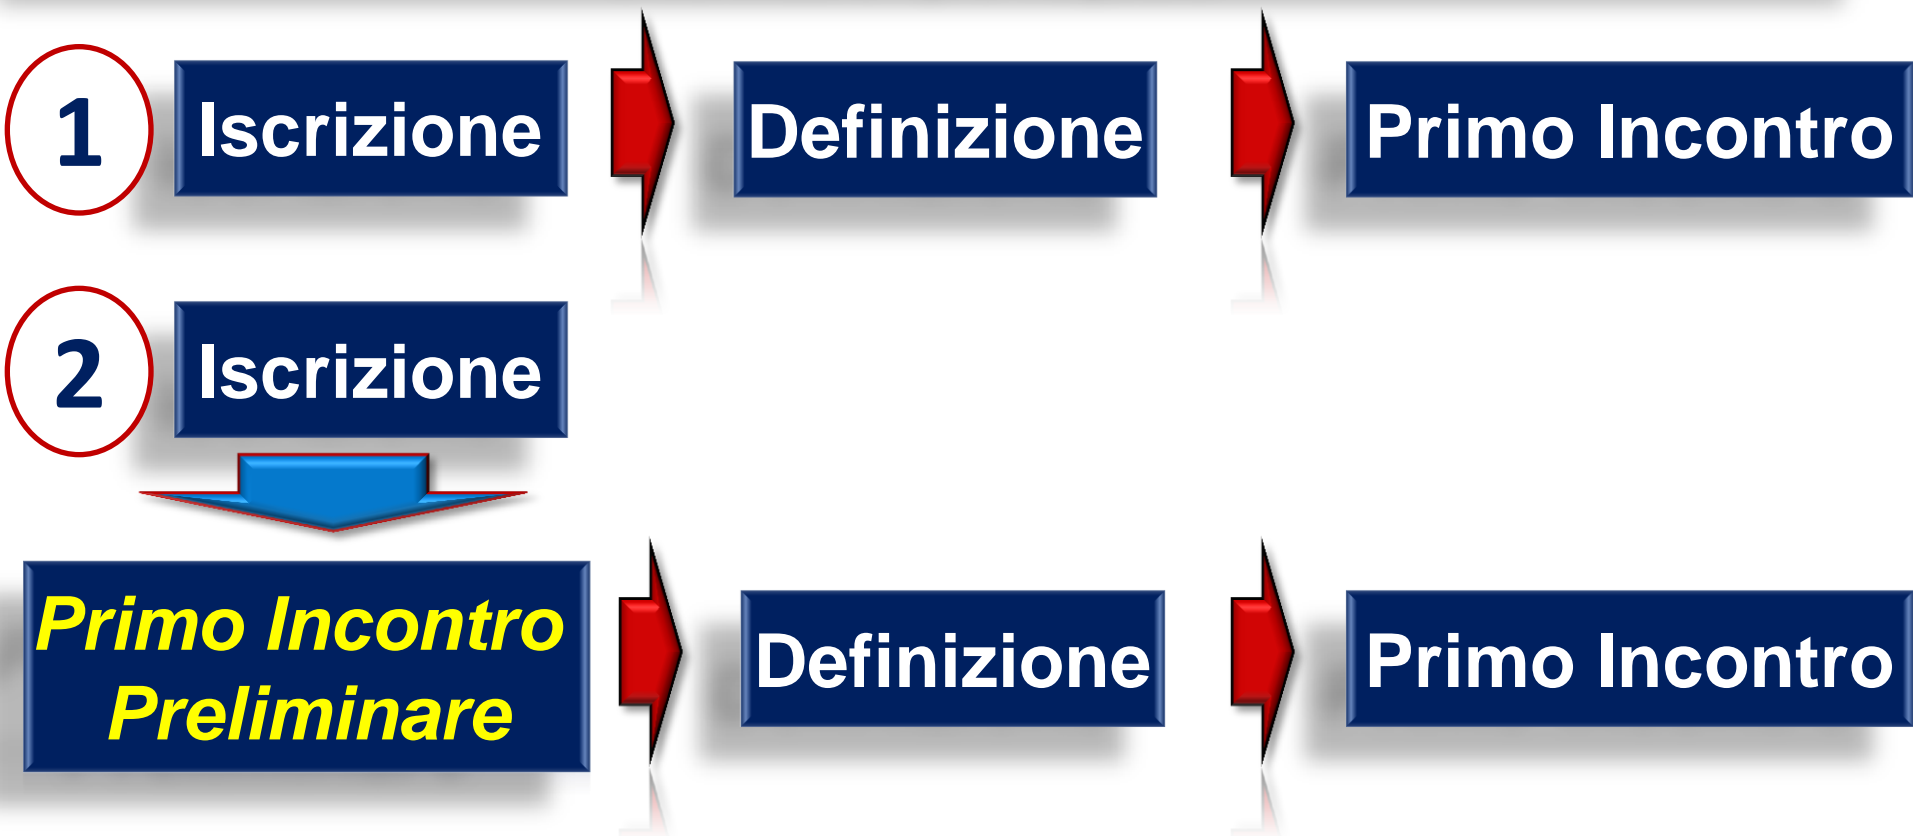 1
Iscrizione
Definizione
Primo Incontro
2
Iscrizione
Primo Incontro
Preliminare
Definizione
Primo Incontro